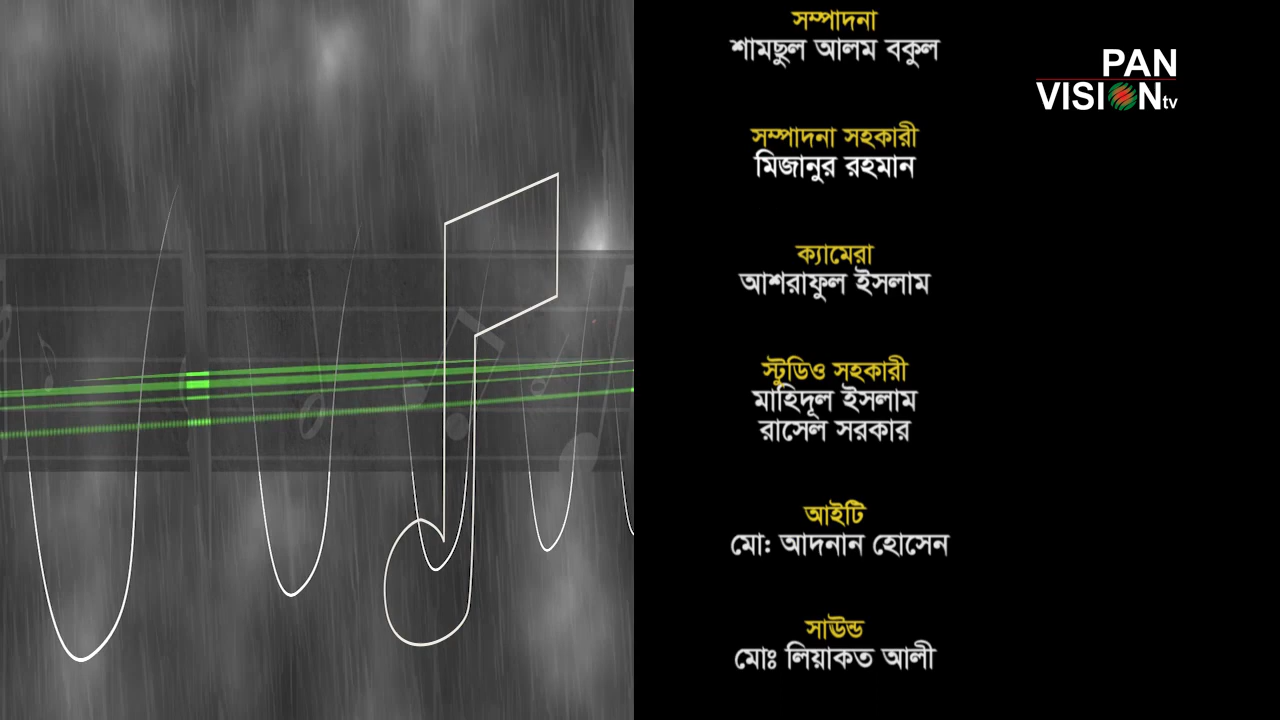 সম্পাদনা
শামছুল আলম বকুল
PAN
VISION tv
সম্পাদনা সহকারী
মিজানুর রহমান
ক্যামেরা
আশরাফুল ইসলাম
স্টুডিও সহকারী
মাহিদূল ইসলাম
রাসেল সরকার
আইটি
মো: আদনান হোসেন
সাউন্ড
মোঃ লিয়াকত আলী